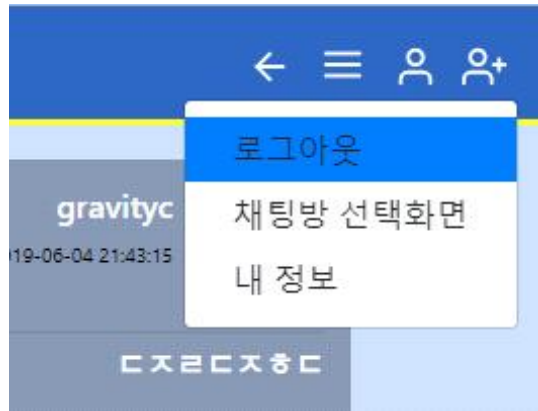 로그아웃
gravityc
채팅방 선택화면
19-06-04 21:43:15
내 정보
ㄷㅈㄹㄷㅈㅎㄷ